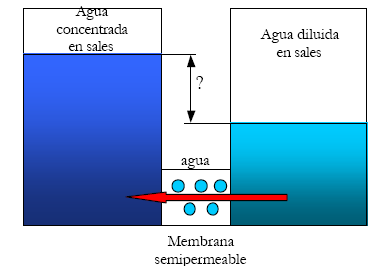 Agua
concentrada
en sales
Agua diluida
en sales
?
agua
Membrana
semipermeable